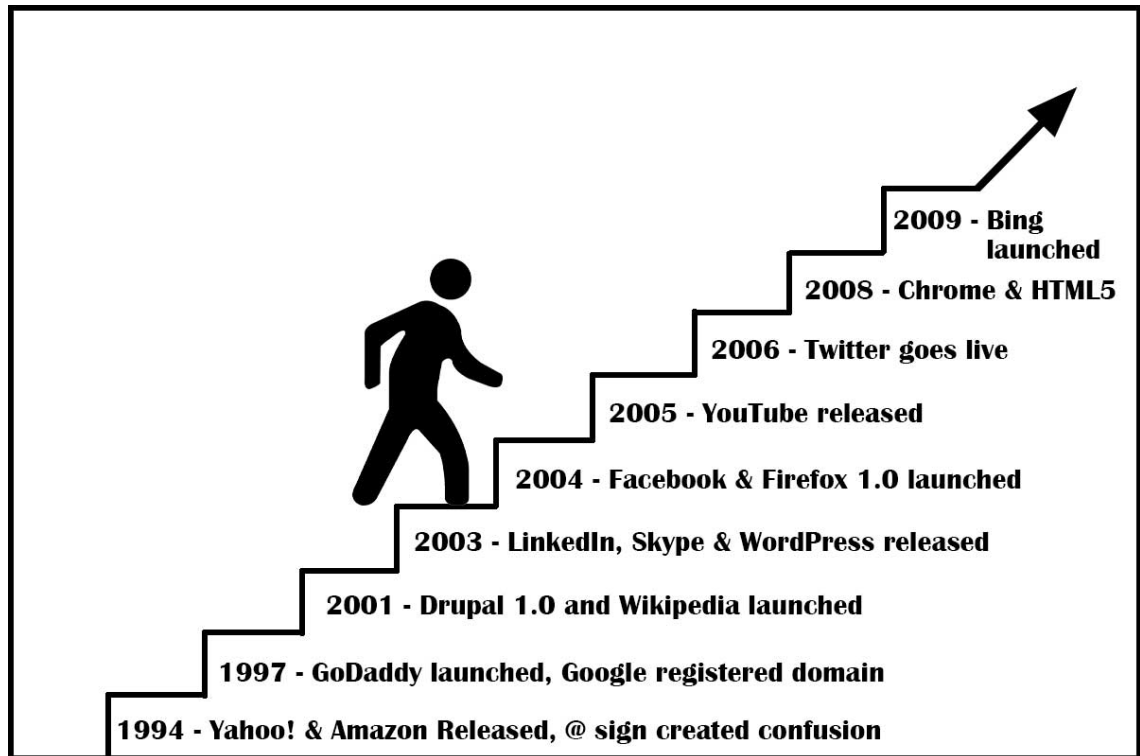 2009 - Bing
launched
2008 - Chrome & HTML5
2006 - Twitter goes live
2005 - YouTube released
2004 - Facebook & Firefox 1.0 launched
2003 - LinkedIn, Skype & WordPress released
2001 - Drupal 1.0 and Wikipedia launched
1997 - GoDaddy launched, Google registered domain
1994 - Yahoo! & Amazon Released, @ sign created confusion